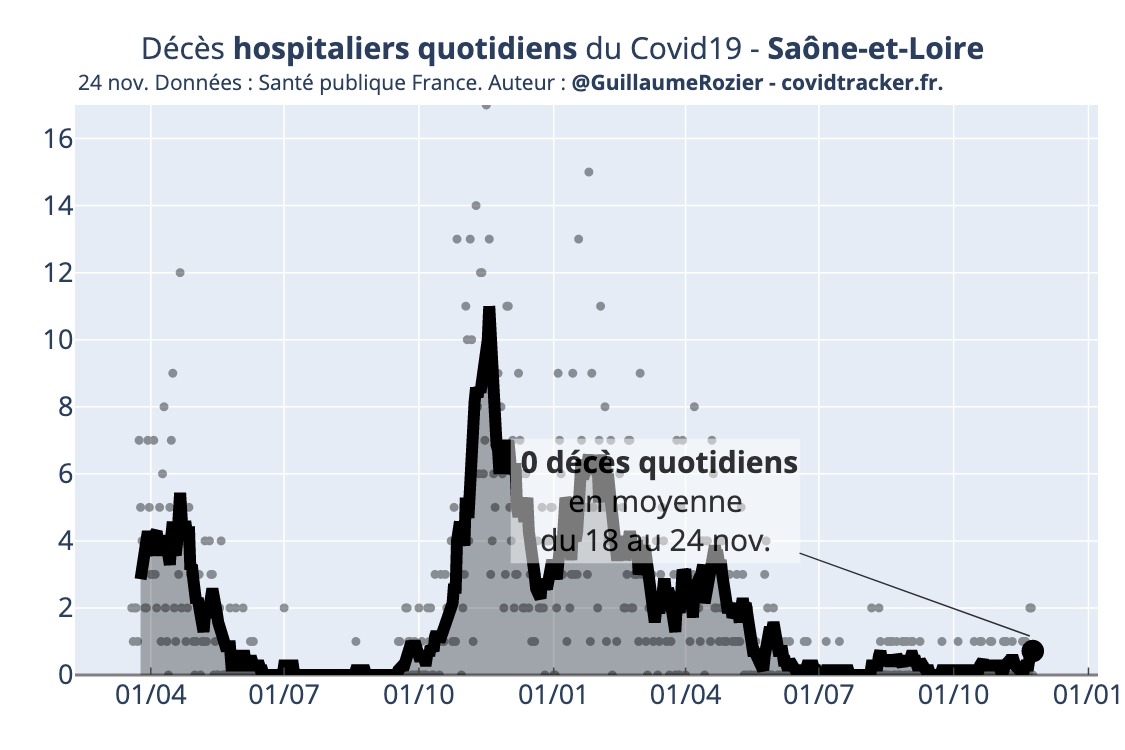 Décès hospitaliers quotidiens du Covid19 - Saône-et-Loire
24 nov. Données : Santé publique France. Auteur : @GuillaumeRozier - covidtracker.fr.
16
14
12
10
8
6
4
2
0
0 décès quotidiens
en moyenne
du 18 au 24 nov.
01/04 01/07 01/10 01/01 01/04 01/07 01/10 01/01